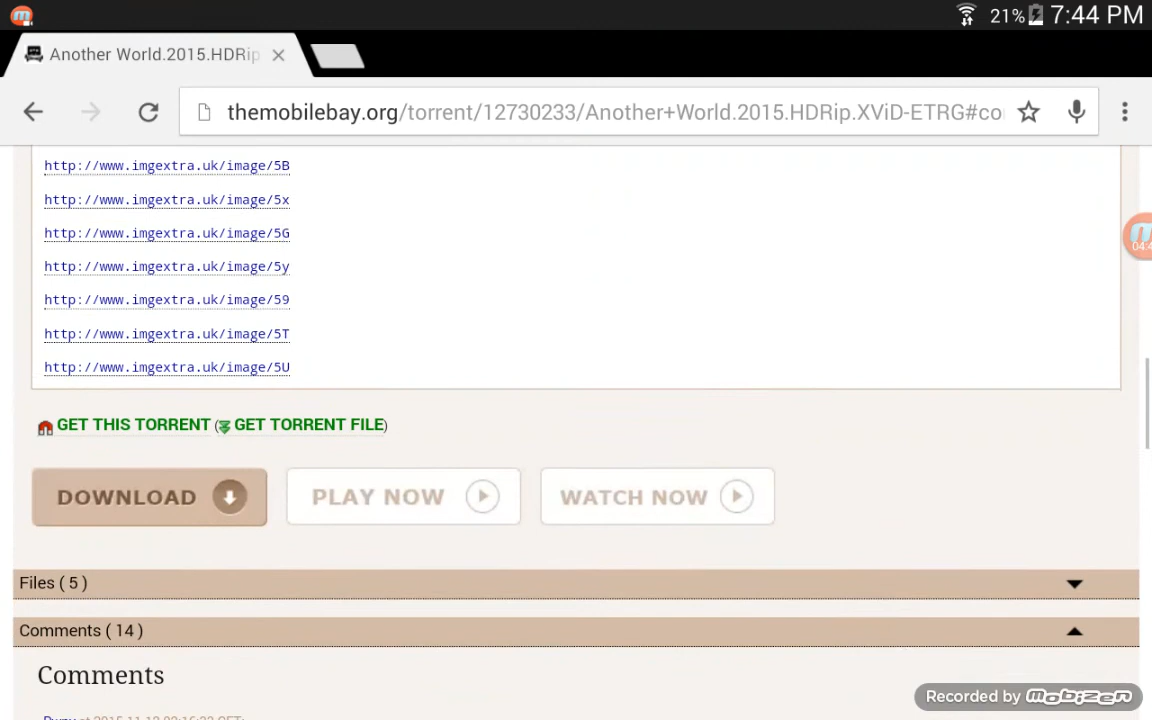 21% 7:44 PM
Another World.2015.HDRip
themobilebay.org/torrent/12730233/Another+World.2015.HDRip.XViD-ETRG#co
04:4
http://www.imgextra.uk/image/5B
http://www.imgextra.uk/image/5x
http://www.imgextra.uk/image/5G
http://www.imgextra.uk/image/5y
http://www.imgextra.uk/image/59
http://www.imgextra.uk/image/5T
http://www.imgextra.uk/image/5U
GET THIS TORRENT (GET TORRENT FILE)
DOWNLOAD PLAY NOW WATCH NOW
Files ( 5 )
Comments ( 14 )
Comments
Recorded by mobizen